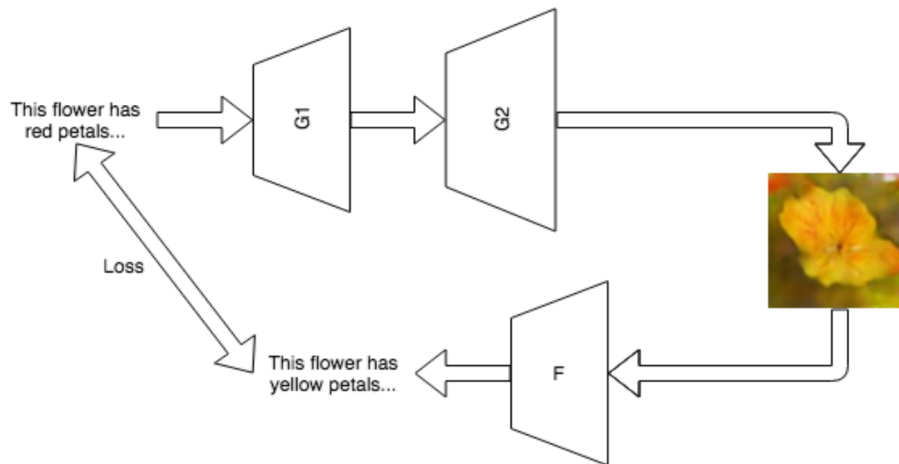 This flower has
red petals...
G1
G2
Loss
This flower has
yellow petals...
F